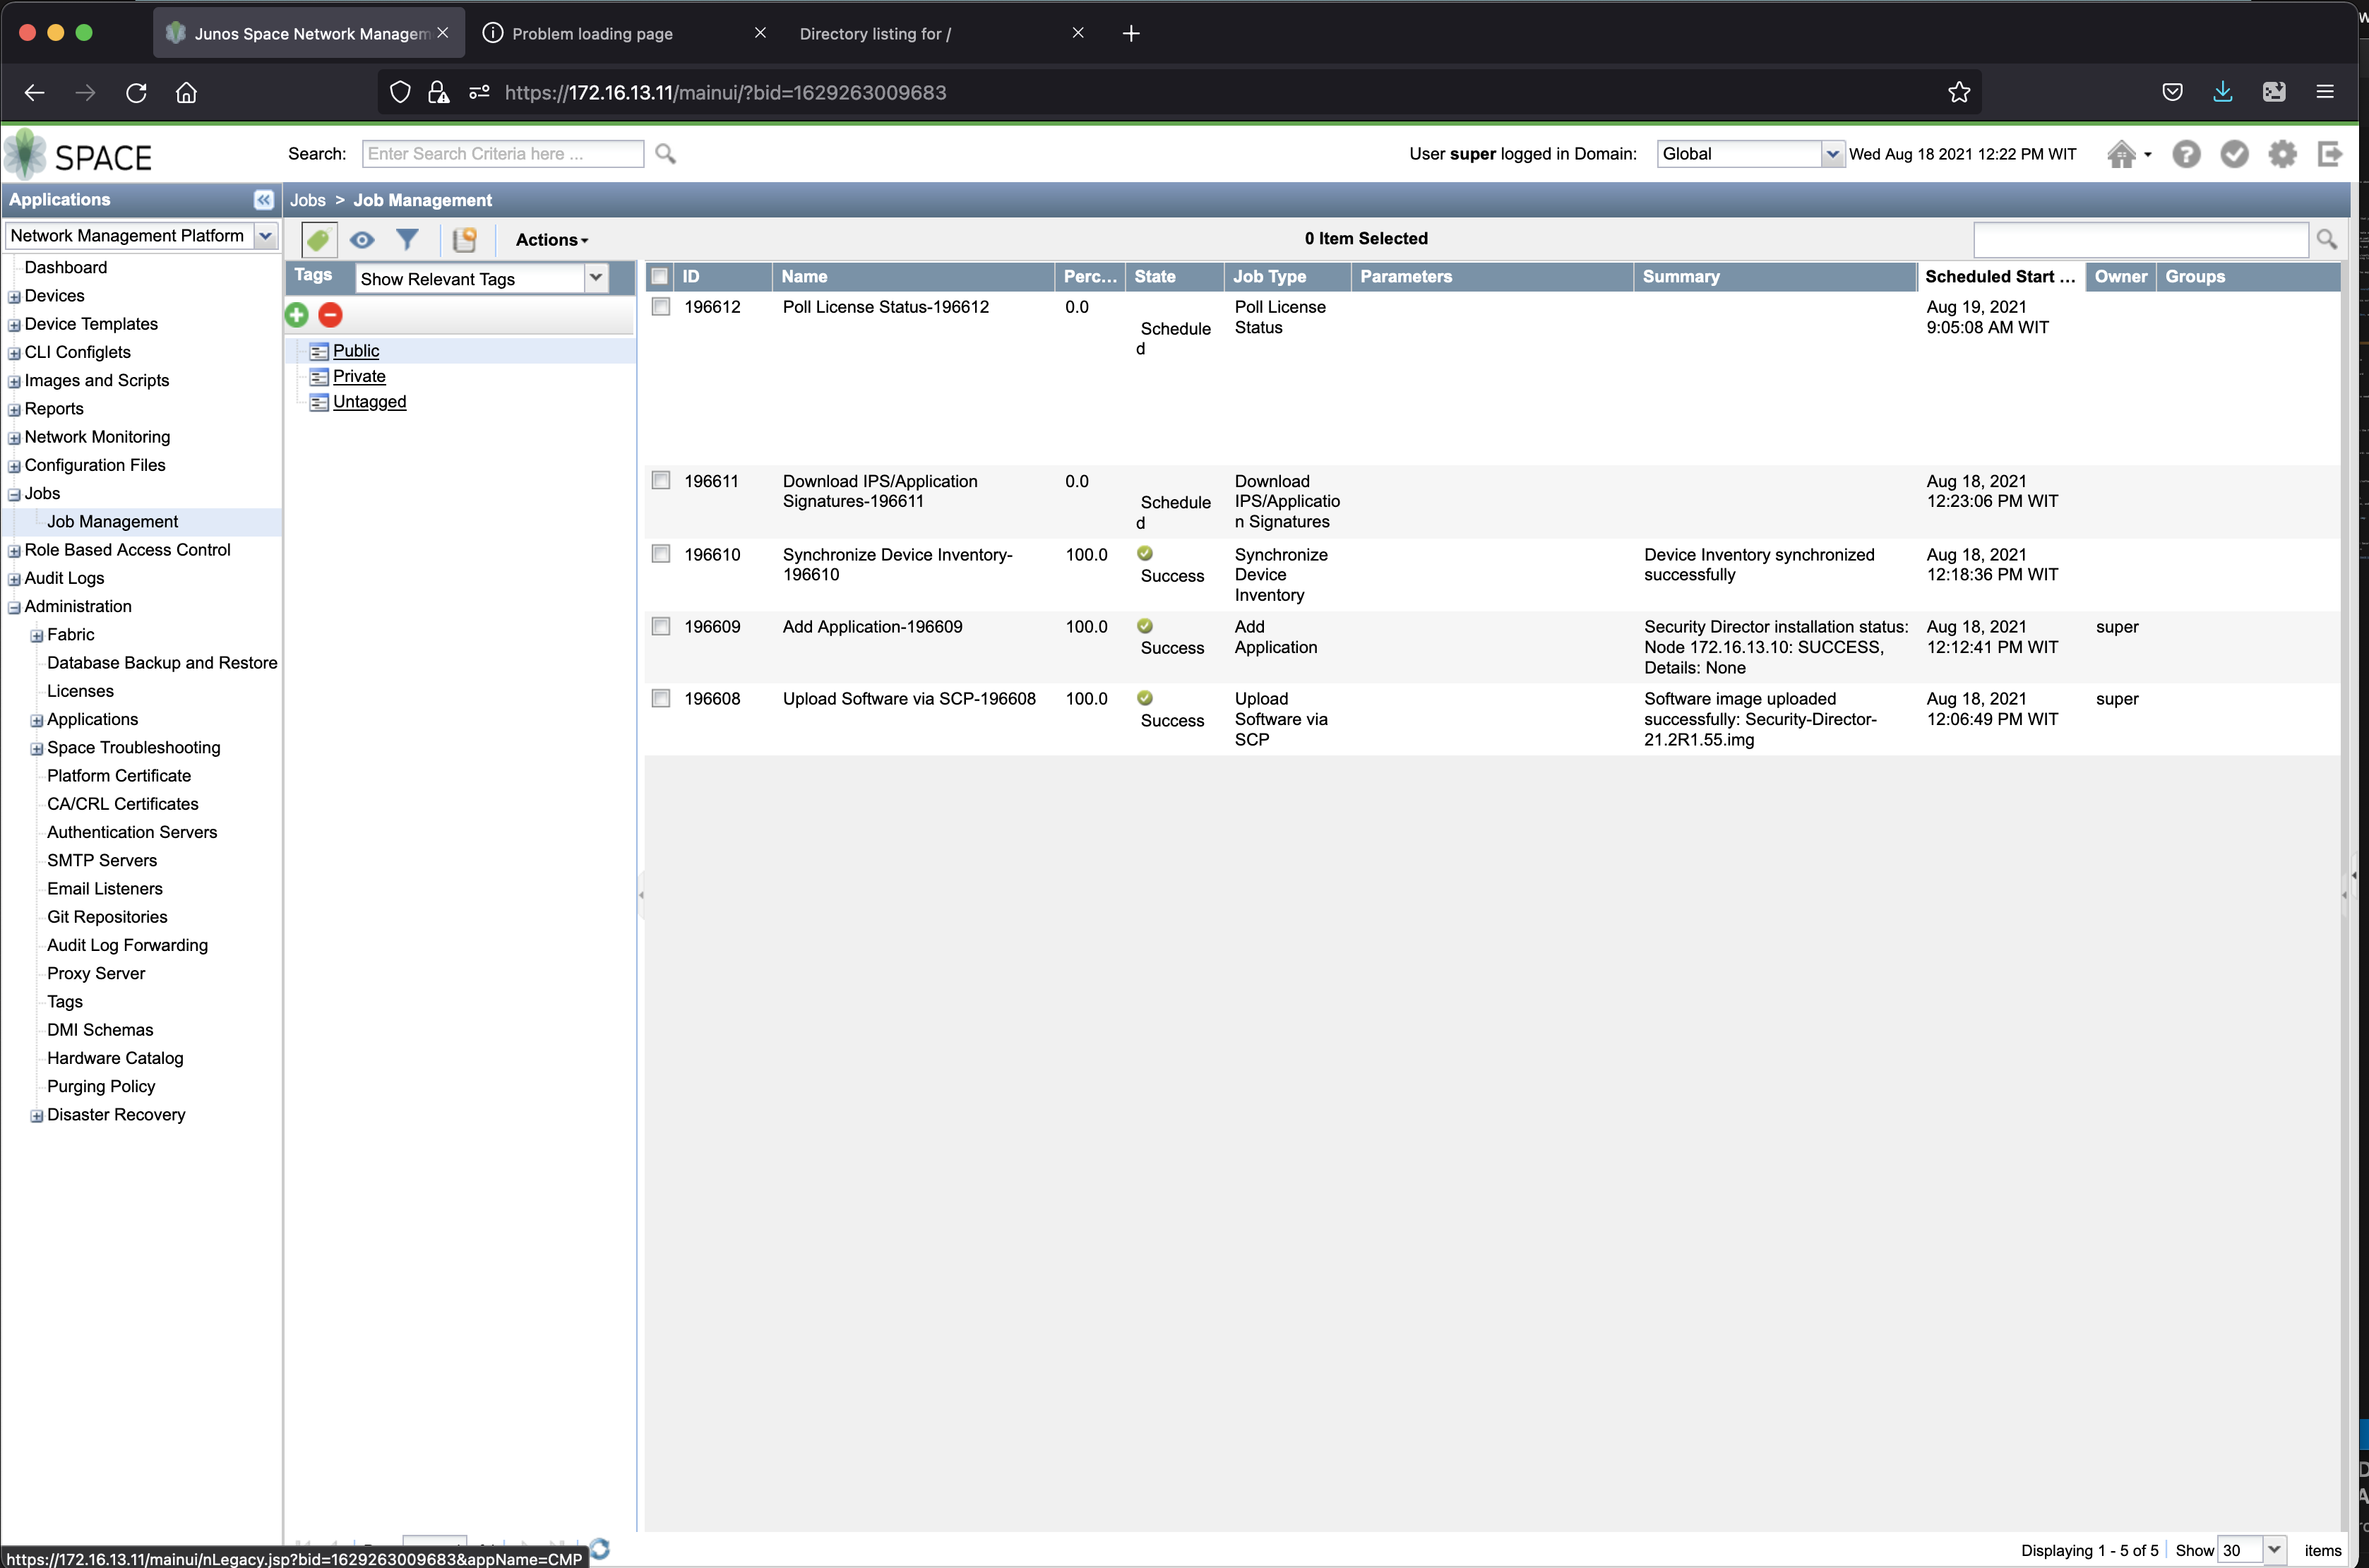 Junos Space Network Managem
Problem loading page
Directory listing for /
https://172.16.13.11/mainui/?bid=1629263009683
SPACE
Search:
Enter Search Criteria here ...
User super logged in Domain:
Global
Wed Aug 18 2021 12:22 PM WIT
Applications
Jobs > Job Management
Network Management Platform
Actions
0 Item Selected
Dashboard
Devices
Device Templates
CLI Configlets
Images and Scripts
Reports
Network Monitoring
Configuration Files
Jobs
Job Management
Role Based Access Control
Audit Logs
Administration
Fabric
Database Backup and Restore
Licenses
Applications
Space Troubleshooting
Platform Certificate
CA/CRL Certificates
Authentication Servers
SMTP Servers
Email Listeners
Git Repositories
Audit Log Forwarding
Proxy Server
Tags
DMI Schemas
Hardware Catalog
Purging Policy
Disaster Recovery
Tags
Show Relevant Tags
Public
Private
Untagged
ID Name Perc... State Job Type Parameters Summary Scheduled Start ... Owner Groups
196612
Poll License Status-196612
0.0
Schedule
d
Poll License
Status
Aug 19, 2021
9:05:08 AM WIT
196611
Download IPS/Application
Signatures-196611
0.0
Schedule
d
Download
IPS/Applicatio
n Signatures
Aug 18, 2021
12:23:06 PM WIT
196610
Synchronize Device Inventory-
196610
100.0
Success
Synchronize
Device
Inventory
Device Inventory synchronized
successfully
Aug 18, 2021
12:18:36 PM WIT
196609
Add Application-196609
100.0
Success
Add
Application
Security Director installation status:
Node 172.16.13.10: SUCCESS,
Details: None
Aug 18, 2021
12:12:41 PM WIT
super
196608
Upload Software via SCP-196608
100.0
Success
Upload
Software via
SCP
Software image uploaded
successfully: Security-Director-
21.2R1.55.img
Aug 18, 2021
12:06:49 PM WIT
super
https://172.16.13.11/mainui/nLegacy.jsp?bid=1629263009683&appName=CMP
Displaying 1 - 5 of 5
Show 30 items